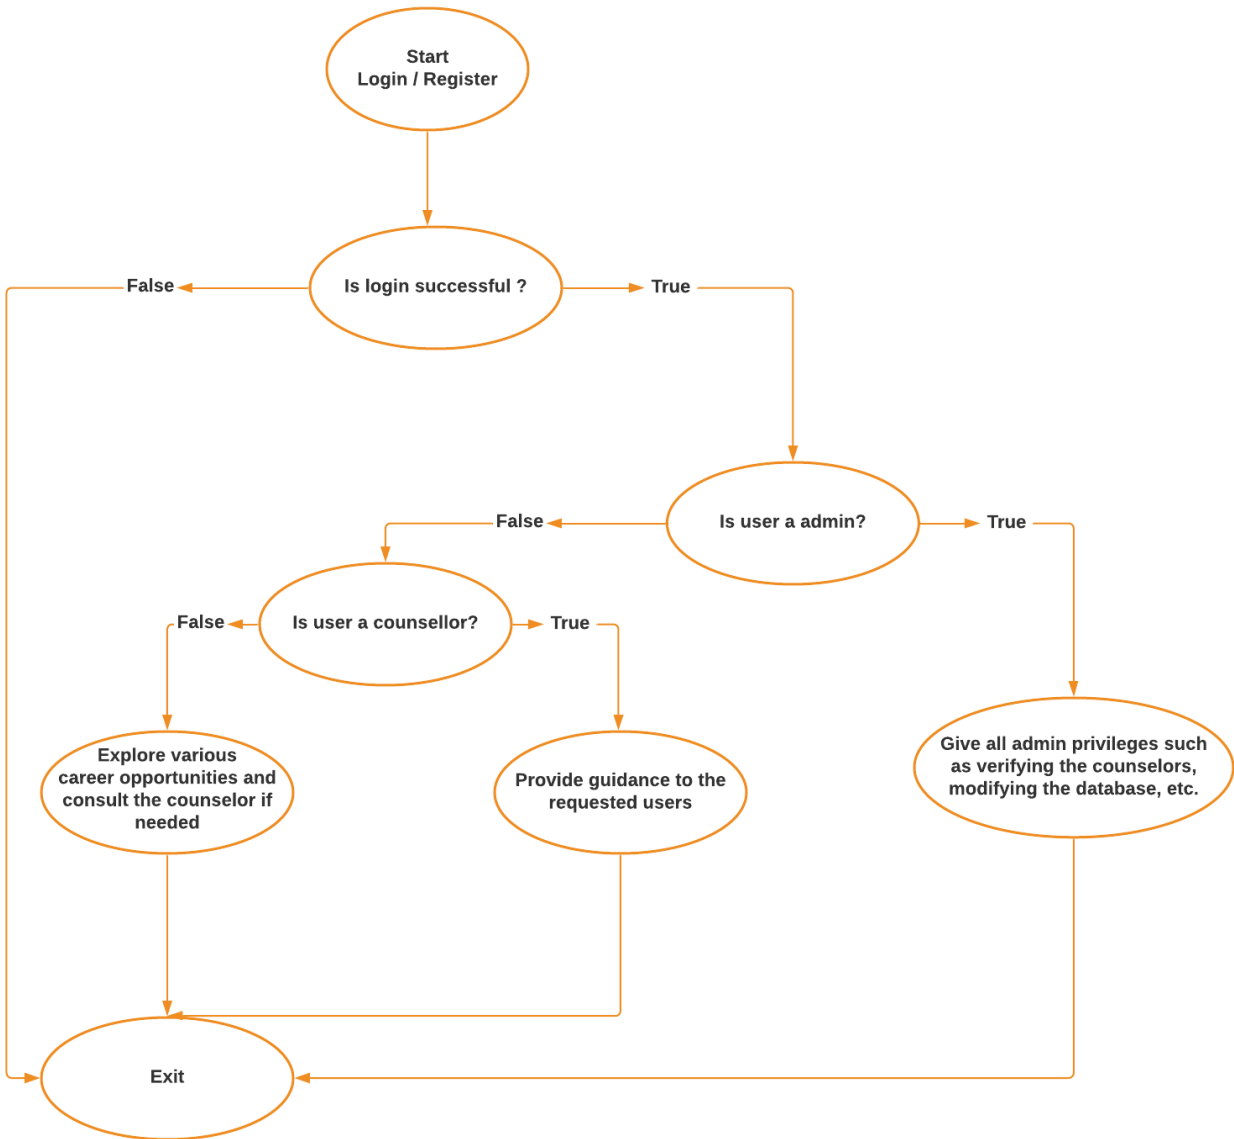 Start
Login / Register
False
Is login successful ?
True
False
Is user a admin?
True
False
Is user a counsellor?
True
Explore various
career opportunities and
consult the counselor if
needed
Provide guidance to the
requested users
Give all admin privileges such
as verifying the counselors,
modifying the database, etc.
Exit